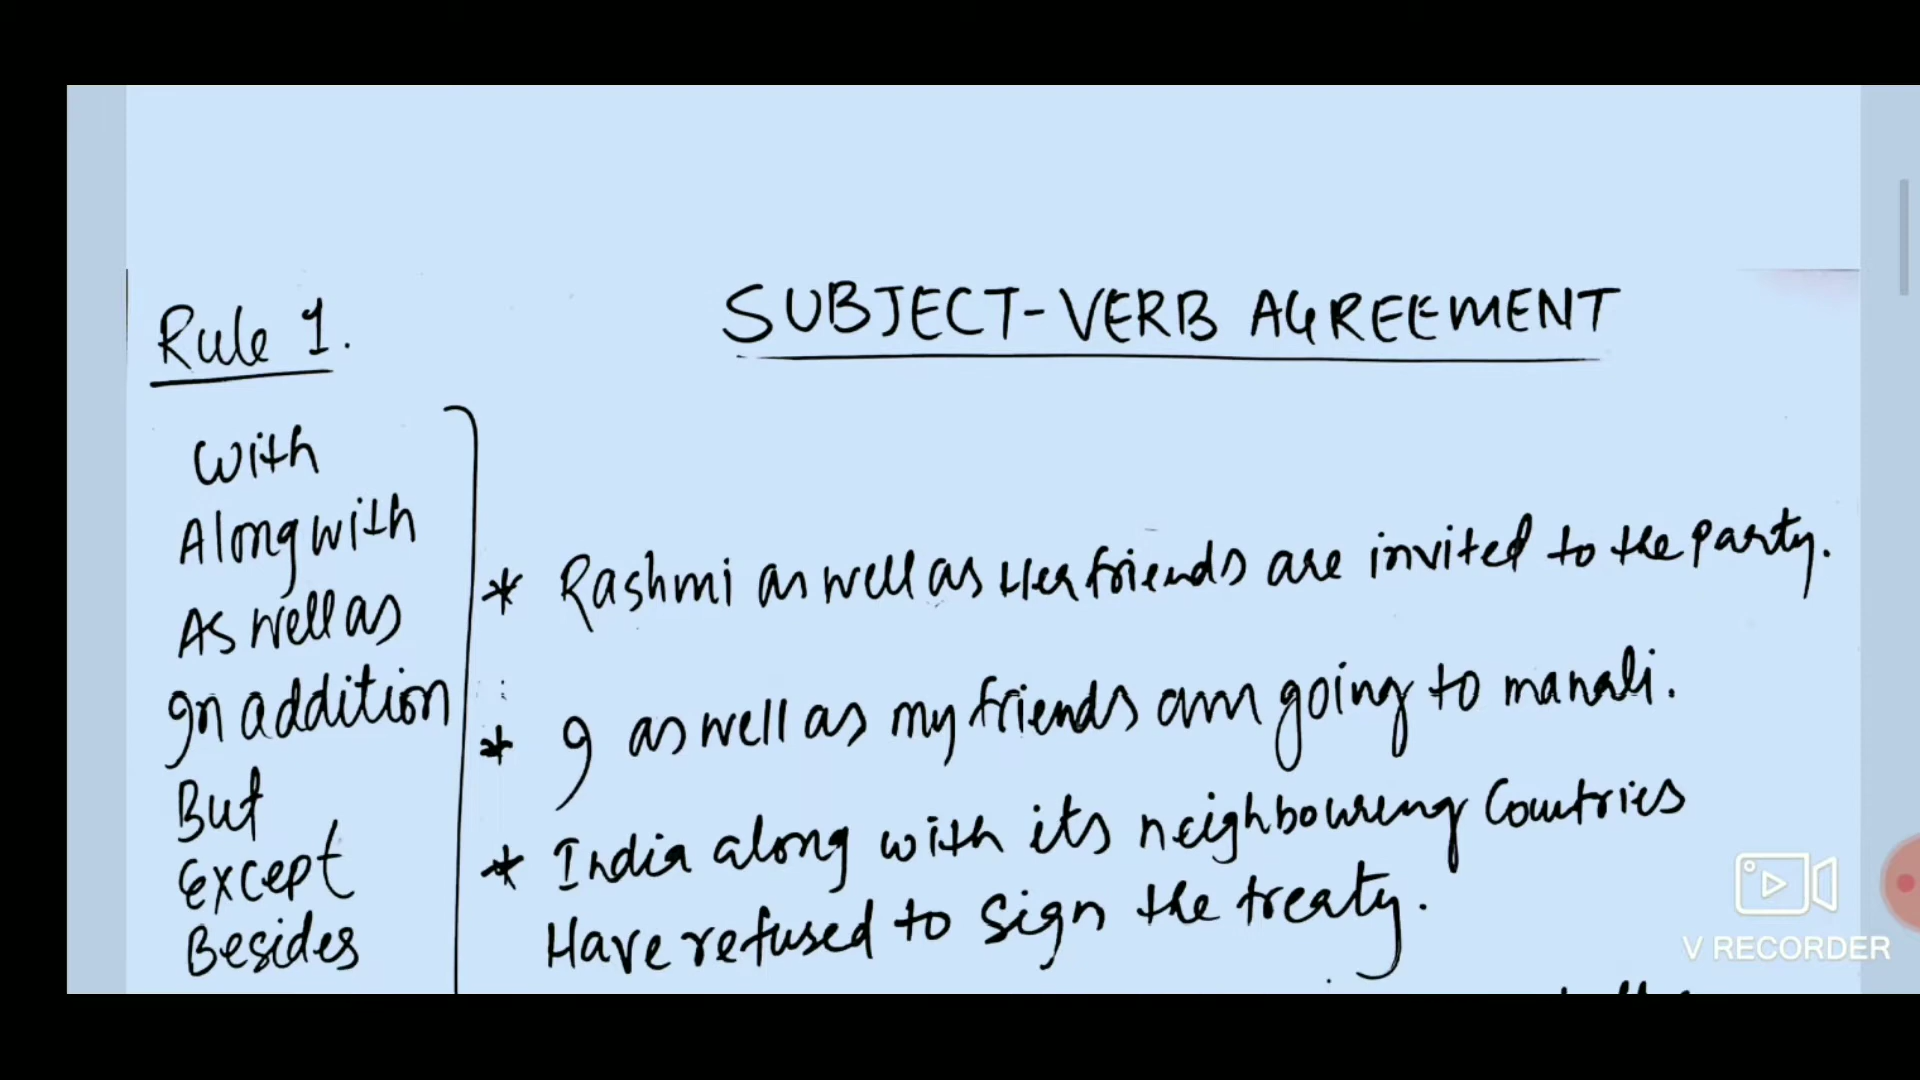 SUBJECT-VERB AGREEMENT
Rule 1.
With
Alongwith
As well as
In addition
But
Except
Besides
* Rashmi as well as Her friends are invited to the party.
* I as well as my friends am going to manali.
* India along with its neighbouring Countries
Have refused to Sign the treaty.
V RECORDER